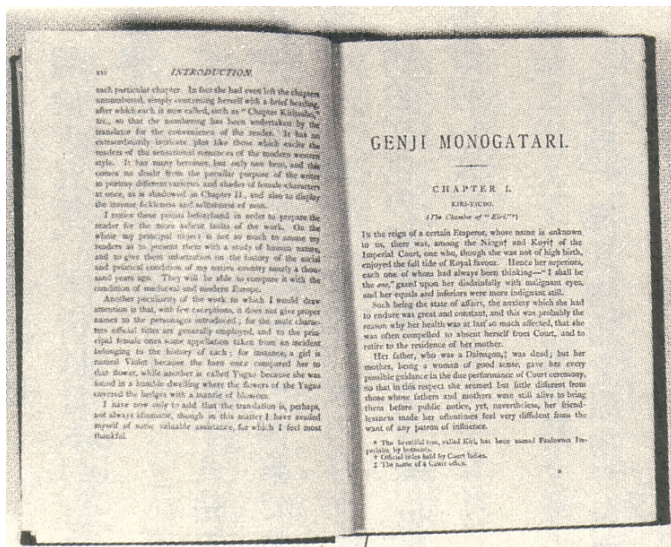 xvi INTRODUCTION.
each particular chapter. In fact she had even left the chapters
unnumbered, simply contenting herself with a brief heading,
after which each is now called, such as "Chapter Kiritsubo,"
&c., so that the numbering has been undertaken by the
translator for the convenience of the reader. It has no
extraordinarily intricate plot like those which excite the
readers of the sensational romances of the modern western
style. It has many heroines, but only one hero, and this
comes no doubt from the peculiar purpose of the writer
to portray different varieties and shades of female characters
at once, as is shadowed in Chapter II., and also to display
the intense fickleness and selfishness of man.
I notice these points beforehand in order to prepare the
reader for the more salient faults of the work. On the
whole my principal object is not so much to amuse my
readers as to present them with a study of human nature,
and to give them information on the history of the social
and political condition of my native country nearly a thou-
sand years ago. They will be able to compare it with the
condition of mediæval and modern Europe.
Another peculiarity of the work to which I would draw
attention is that, with few exceptions, it does not give proper
names to the personages introduced; for the male charac-
ters official titles are generally employed, and to the prin-
cipal female ones some appellation taken from an incident
belonging to the history of each; for instance, a girl is
named Violet because the hero once compared her to
that flower, while another is called Yugao because she was
found in a humble dwelling where the flowers of the Yugao
covered the hedges with a mantle of blossom.
I have now only to add that the translation is, perhaps,
not always idiomatic, though in this matter I have availed
myself of some valuable assistance, for which I feel most
thankful.
GENJI MONOGATARI.
CHAPTER I.
KIRI-TSUBO.
(The Chamber of "Kiri"*)
IN the reign of a certain Emperor, whose name is unknown
to us, there was, among the Niogo† and Koyi† of the
Imperial Court, one who, though she was not of high birth,
enjoyed the full tide of Royal favour. Hence her superiors,
each one of whom had always been thinking—"I shall be
the one," gazed upon her disdainfully with malignant eyes,
and her equals and inferiors were more indignant still.
Such being the state of affairs, the anxiety which she had
to endure was great and constant, and this was probably the
reason why her health was at last so much affected, that she
was often compelled to absent herself from Court, and to
retire to the residence of her mother.
Her father, who was a Dainagon,‡ was dead; but her
mother, being a woman of good sense, gave her every
possible guidance in the due performance of Court ceremony,
so that in this respect she seemed but little different from
those whose fathers and mothers were still alive to bring
them before public notice, yet, nevertheless, her friend-
lessness made her oftentimes feel very diffident from the
want of any patron of influence.
* The beautiful tree, called Kiri, has been named Paulownia Im-
perialis, by botanists.
† Official titles held by Court ladies.
‡ The name of a Court office.